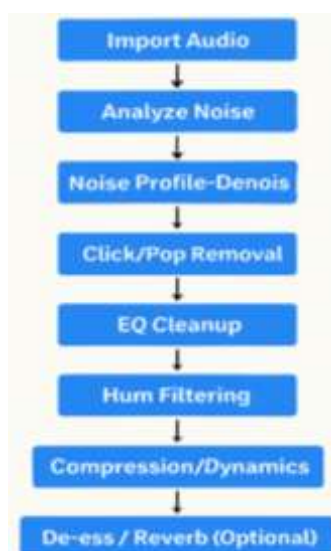 Import Audio
Analyze Noise
Noise Profile-Denois
Click/Pop Removal
EQ Cleanup
Hum Filtering
Compression/Dynamics
De-ess / Reverb (Optional)